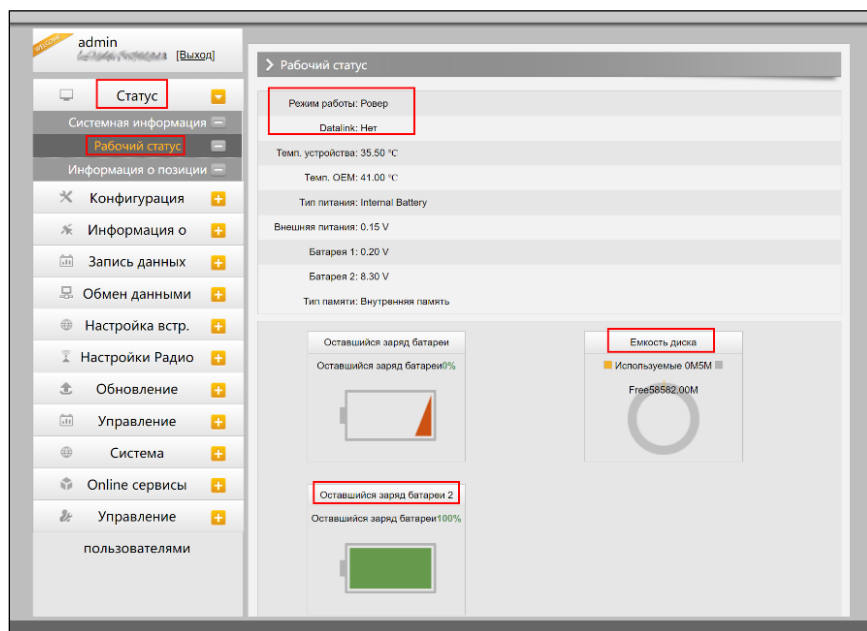 WELCOME
admin
[Выход]
Статус
Системная информация
Рабочий статус
Информация о позиции
Конфигурация
Информация о
Запись данных
Обмен данными
Настройка встр.
Настройки Радио
Обновление
Управление
Система
Online сервисы
Управление
пользователями
Рабочий статус
Режим работы: Ровер
Datalink: Нет
Темп. устройства: 35.50 °C
Темп. OEM: 41.00 °C
Тип питания: Internal Battery
Внешняя питания: 0.15 V
Батарея 1: 0.20 V
Батарея 2: 8.30 V
Тип памяти: Внутренняя память
Оставшийся заряд батареи
Оставшийся заряд батареи0%
Емкость диска
Используемые 0M5M
Free58582.00M
Оставшийся заряд батареи 2
Оставшийся заряд батареи100%